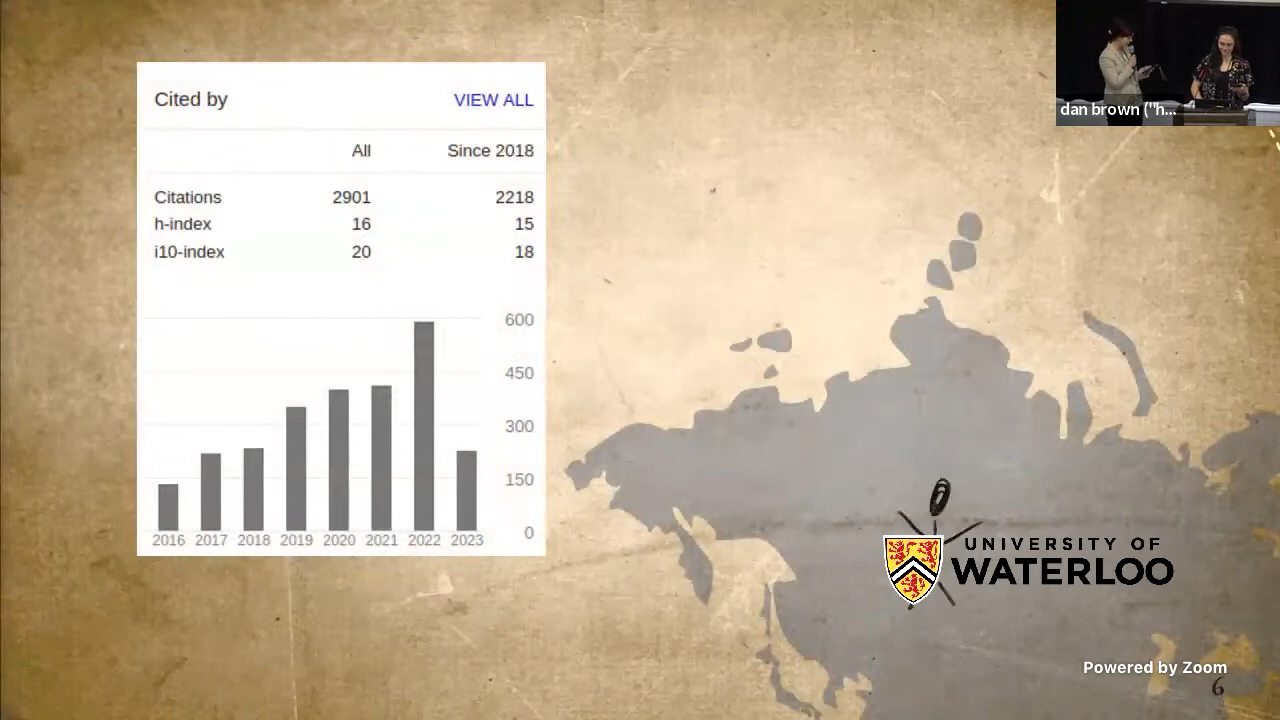 dan brown ("h...
Cited by VIEW ALL
All Since 2018
Citations 2901 2218
h-index 16 15
i10-index 20 18
600
450
300
150
0
2016 2017 2018 2019 2020 2021 2022 2023
UNIVERSITY OF
WATERLOO
Powered by Zoom
6